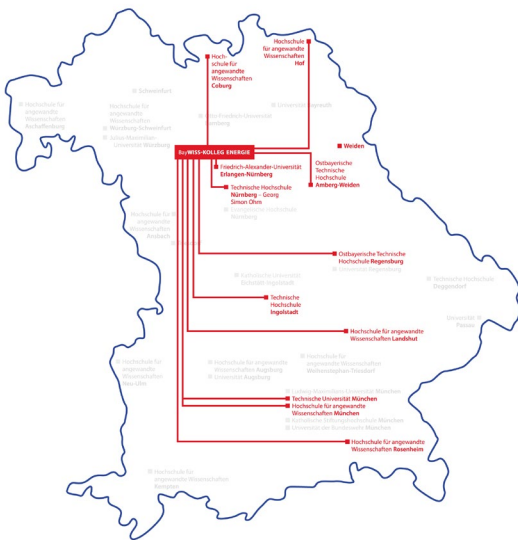 Hochschule
für angewandte
Wissenschaften
Hof
Hoch-
schule für
angewandte
Wissenschaften
Coburg
Schweinfurt
Hochschule für
angewandte
Wissenschaften
Aschaffenburg
Hochschule für
angewandte
Wissenschaften
Würzburg-Schweinfurt
Julius-Maximilian-
Universität Würzburg
Otto-Friedrich-Universität
Bamberg
Universität Bayreuth
BayWISS-KOLLEG ENERGIE
Weiden
Friedrich-Alexander-Universität
Erlangen-Nürnberg
Ostbayerische
Technische
Hochschule
Amberg-Weiden
Technische Hochschule
Nürnberg – Georg
Simon Ohm
Nürnberg
Hochschule für
angewandte
Wissenschaften
Ansbach
Ostbayerische Technische
Hochschule Regensburg
Universität Regensburg
Katholische Universität
Eichstätt-Ingolstadt
Technische Hochschule
Deggendorf
Technische
Hochschule
Ingolstadt
Universität
Passau
Hochschule für angewandte
Wissenschaften Landshut
Hochschule für
angewandte
Wissenschaften
Neu-Ulm
Hochschule für angewandte
Wissenschaften Augsburg
Universität Augsburg
Hochschule für
angewandte Wissenschaften
Weihenstephan-Triesdorf
Ludwig-Maximilians-Universität München
Technische Universität München
Hochschule für angewandte
Wissenschaften München
Katholische Stiftungshochschule München
Universität der Bundeswehr München
Hochschule für angewandte
Wissenschaften Rosenheim
Hochschule für
angewandte Wissenschaften
Kempten